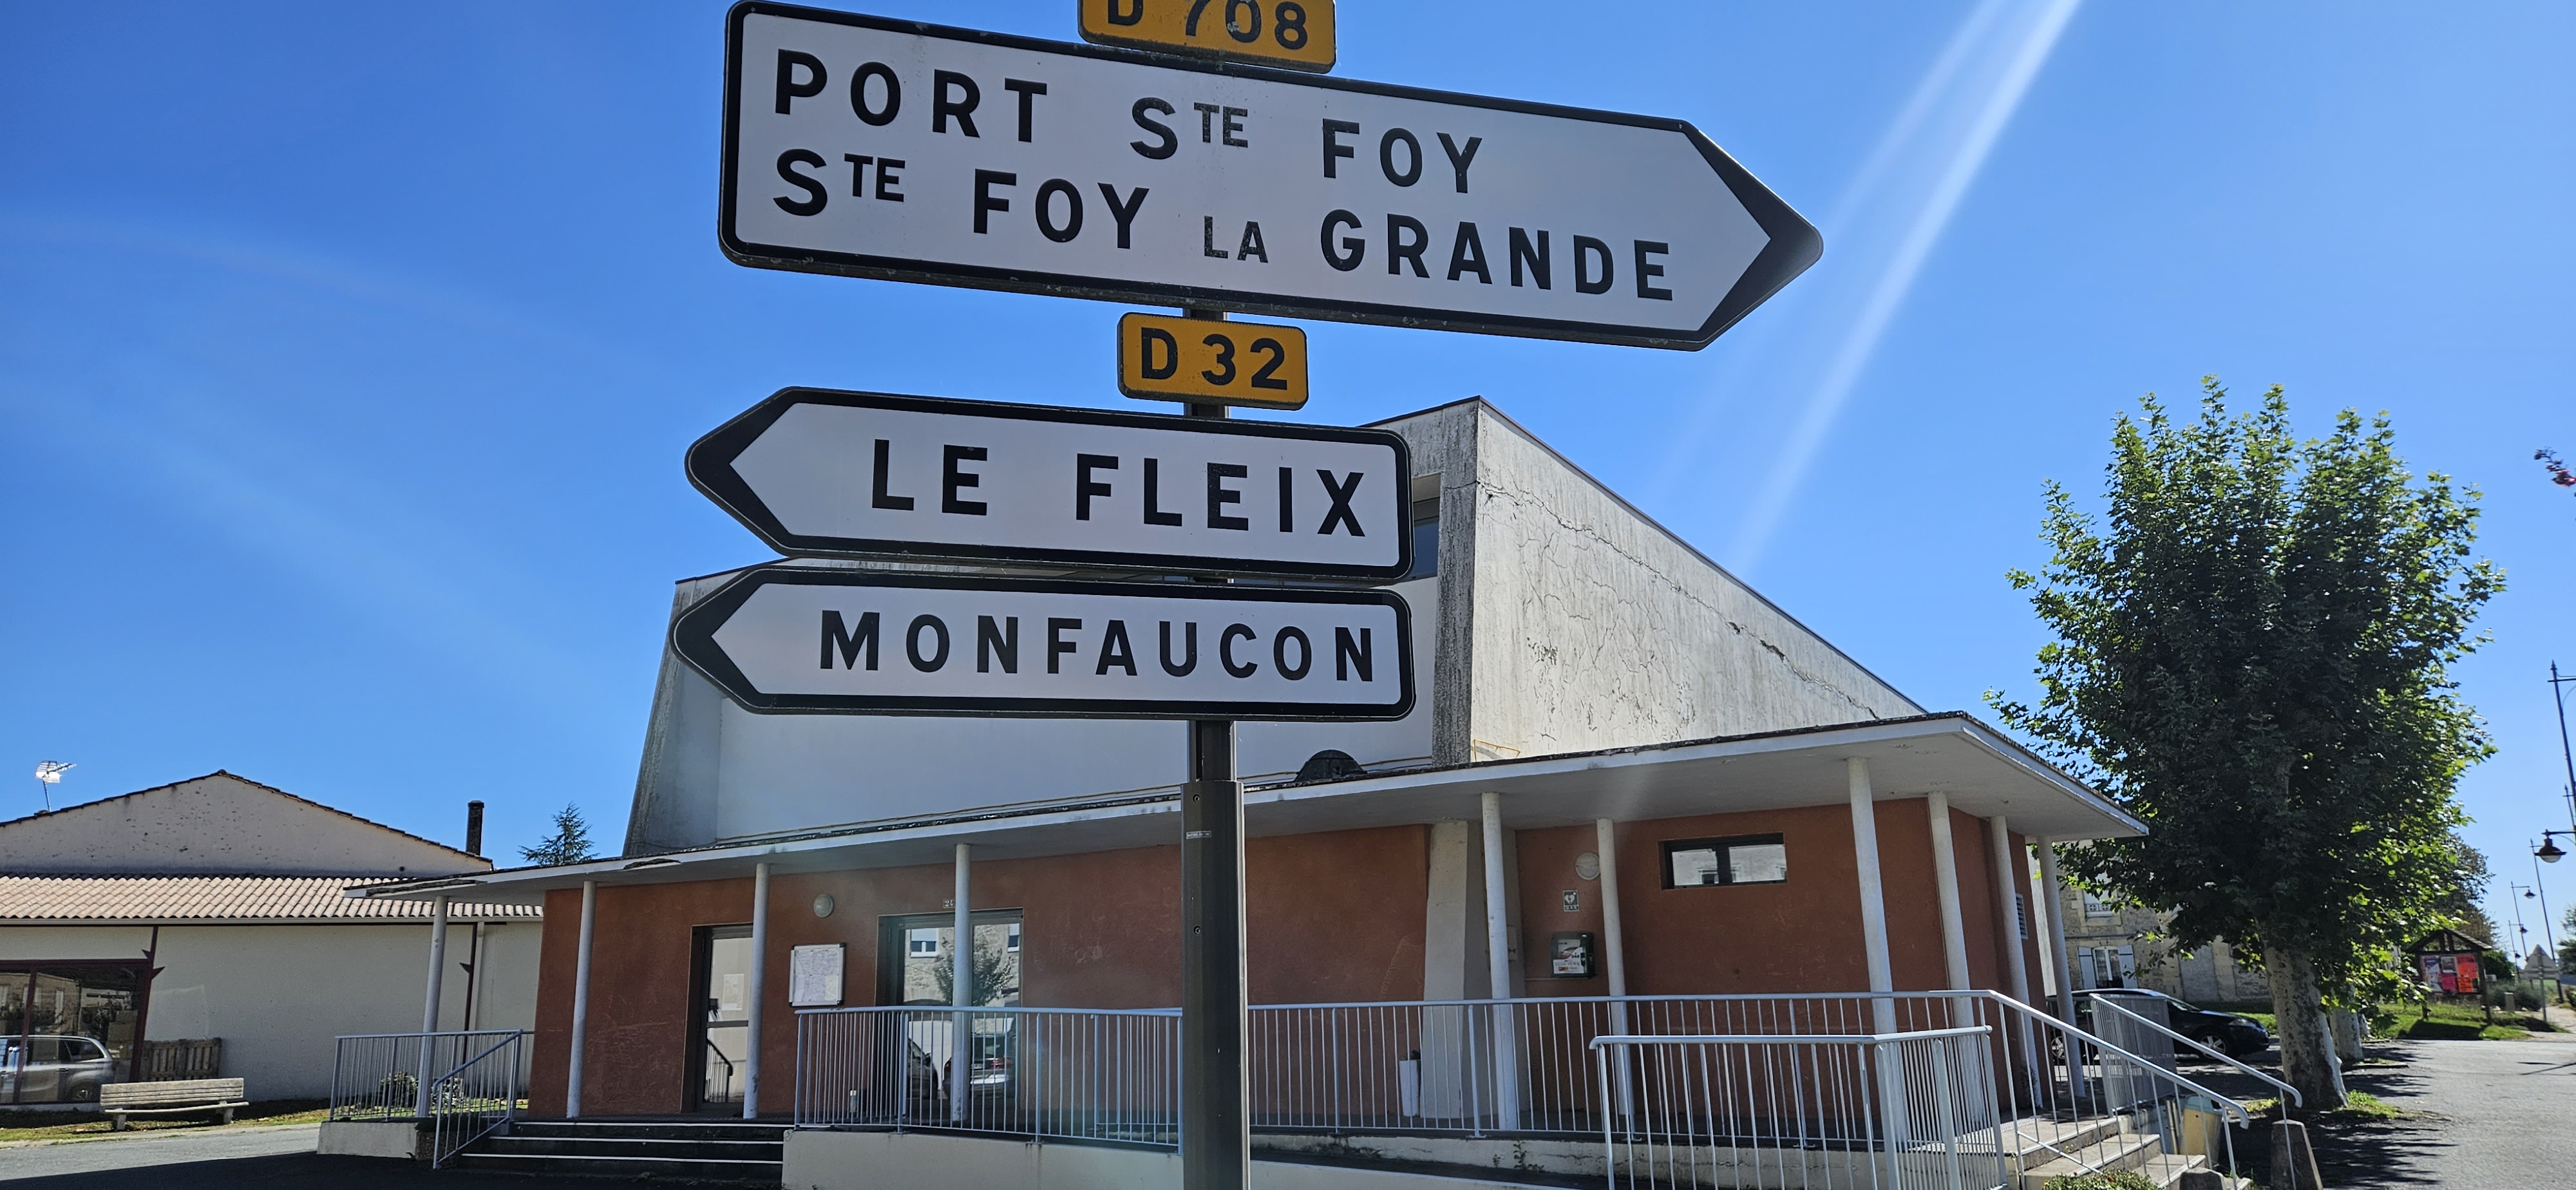 D 708
PORT STE FOY
STE FOY LA GRANDE
D 32
LE FLEIX
MONFAUCON